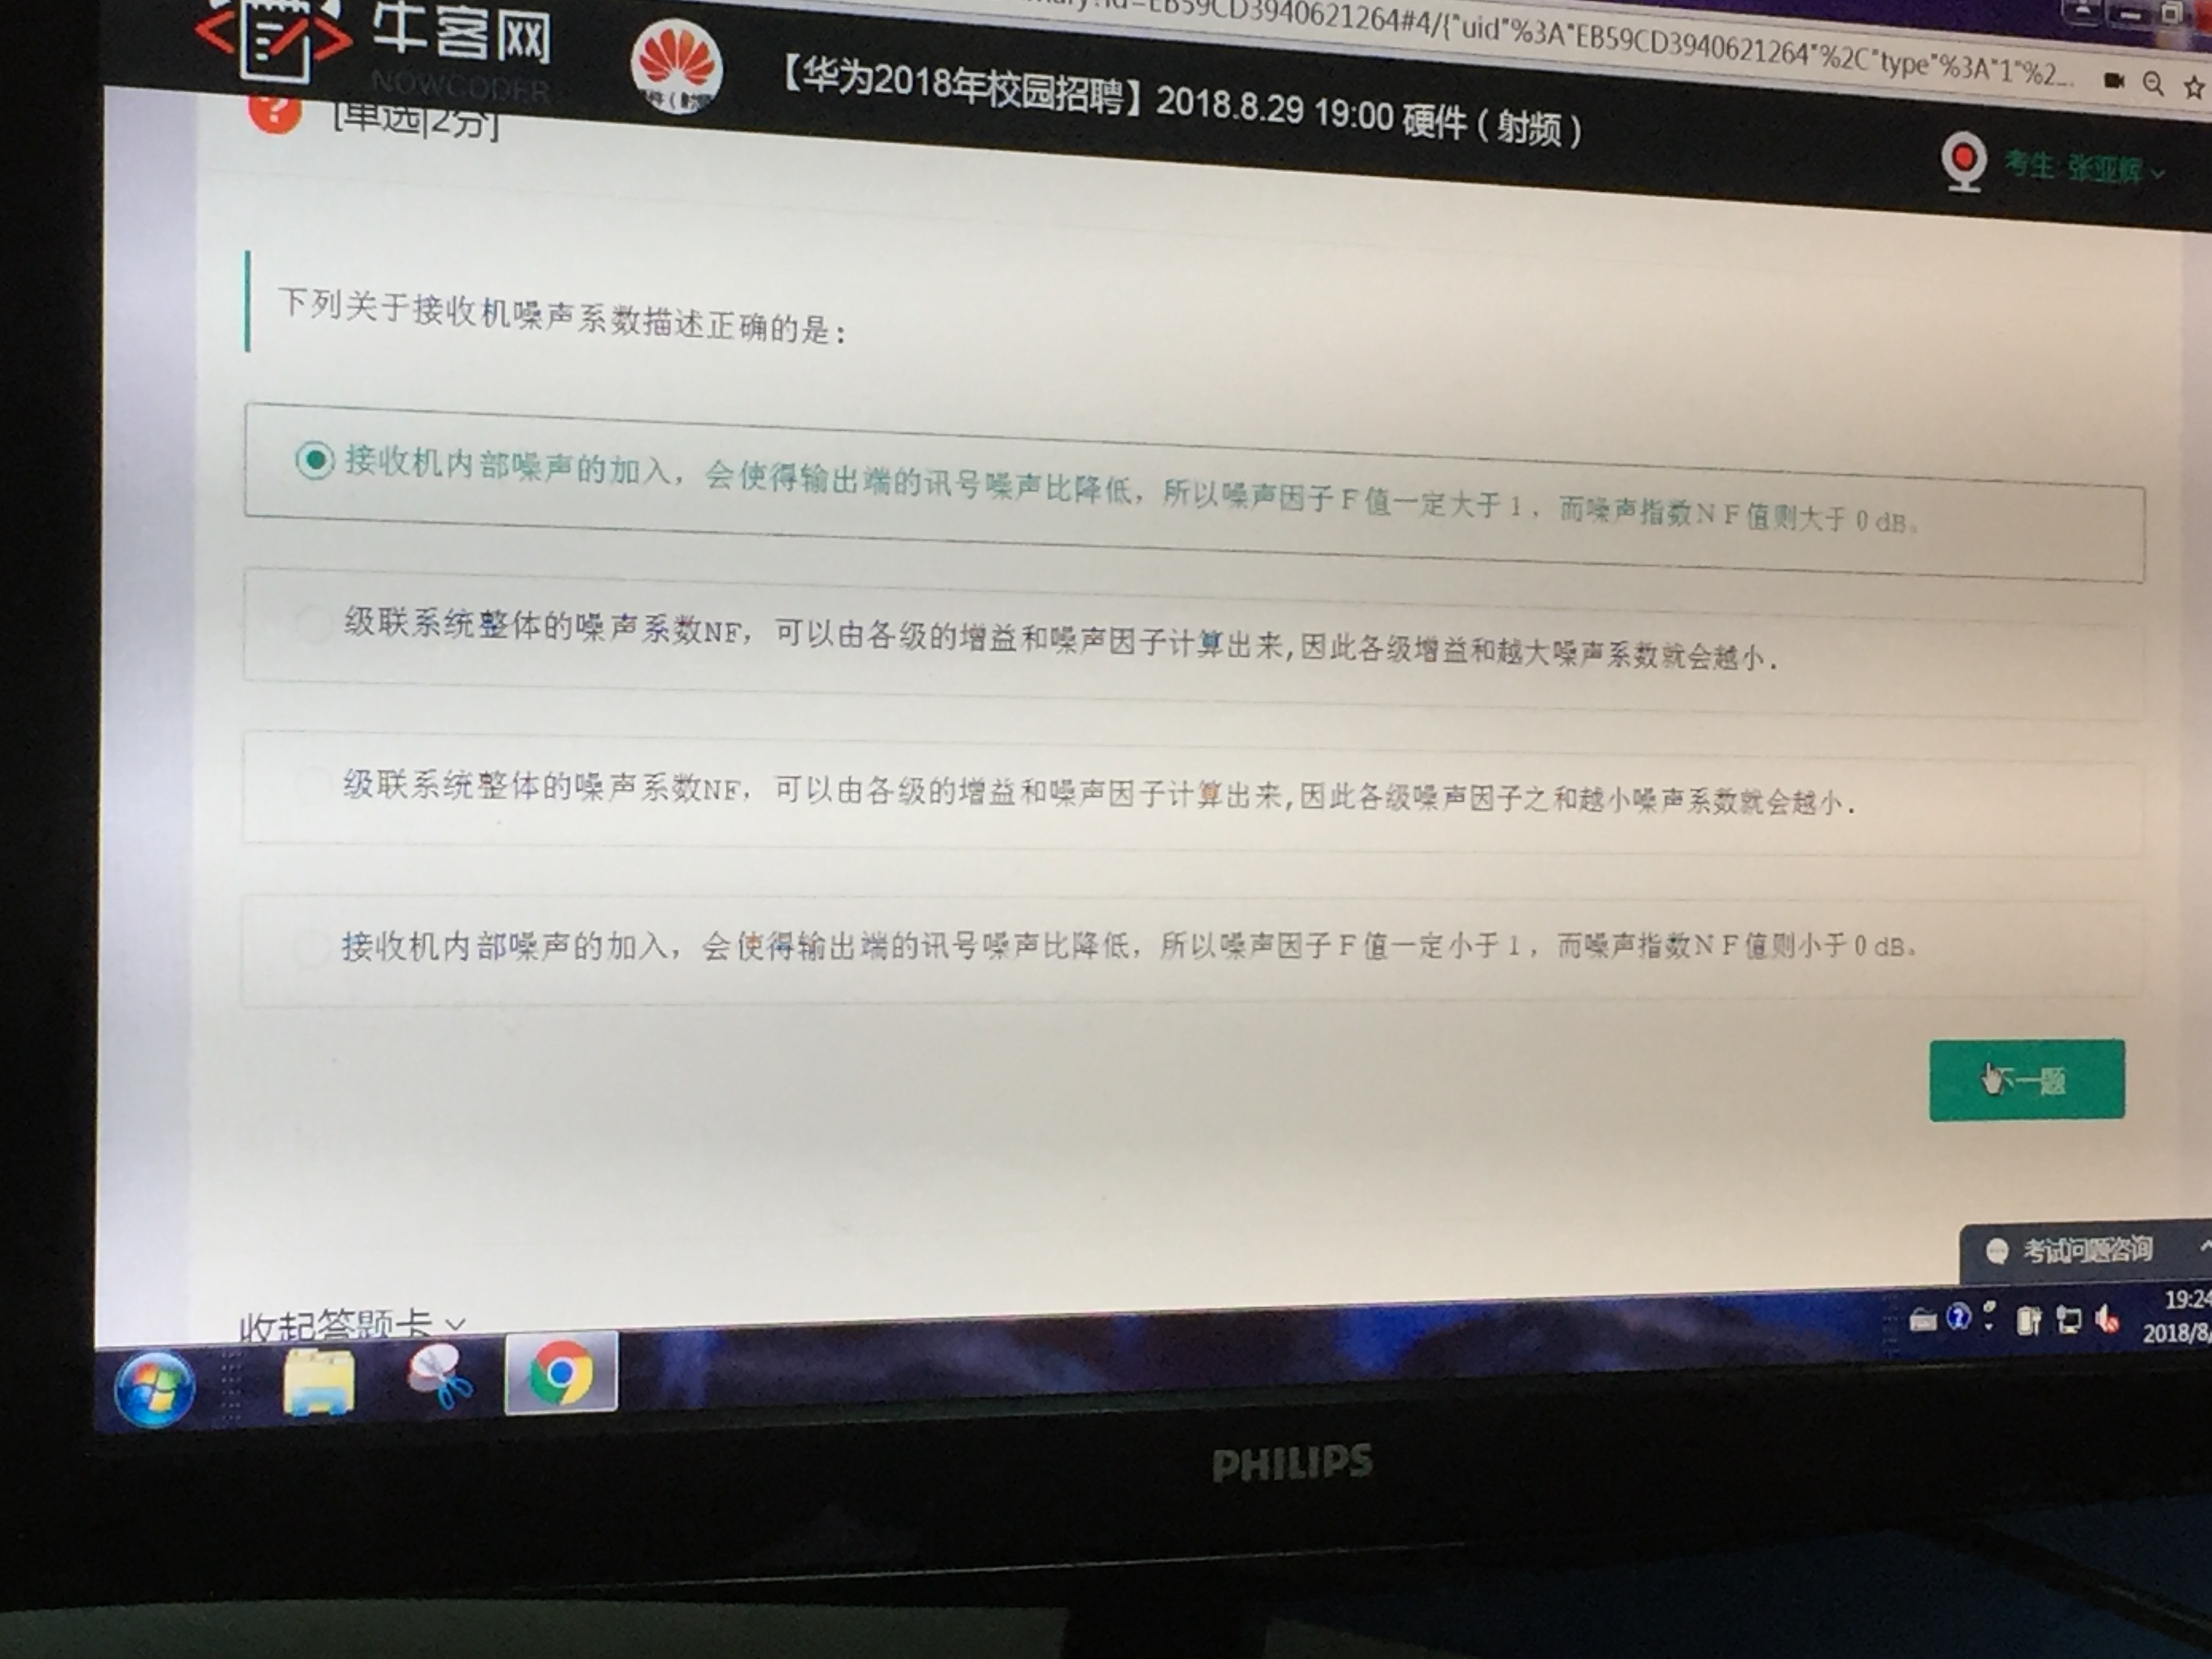 EB59CD3940621264#4/{"uid"%3A"EB59CD3940621264"%2C"type"%3A"1"%2...
牛客网
NOWCODER
【华为2018年校园招聘】2018.8.29 19:00 硬件（射频）
考生 张亚辉
?
[单选|2分]
下列关于接收机噪声系数描述正确的是：
接收机内部噪声的加入，会使得输出端的讯号噪声比降低，所以噪声因子F值一定大于1，而噪声指数NF值则大于0dB。
级联系统整体的噪声系数NF，可以由各级的增益和噪声因子计算出来,因此各级增益和越大噪声系数就会越小.
级联系统整体的噪声系数NF，可以由各级的增益和噪声因子计算出来,因此各级噪声因子之和越小噪声系数就会越小.
接收机内部噪声的加入，会使得输出端的讯号噪声比降低，所以噪声因子F值一定小于1，而噪声指数NF值则小于0dB。
下一题
考试问题咨询
收起答题卡
19:24
2018/8/
PHILIPS